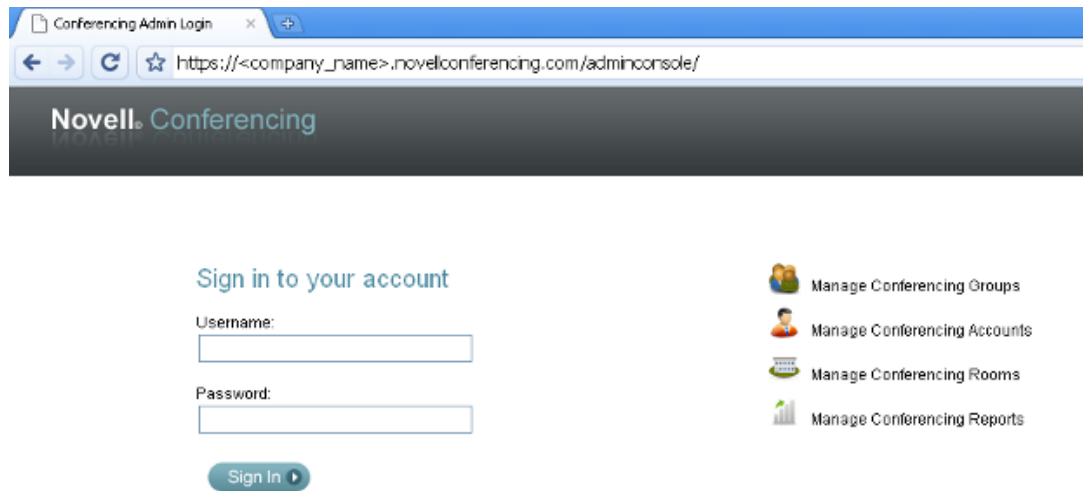 Conferencing Admin Login
https://<company_name>.novellconferencing.com/adminconsole/
Novell® Conferencing
Sign in to your account
Username:
Password:
Sign In
Manage Conferencing Groups
Manage Conferencing Accounts
Manage Conferencing Rooms
Manage Conferencing Reports